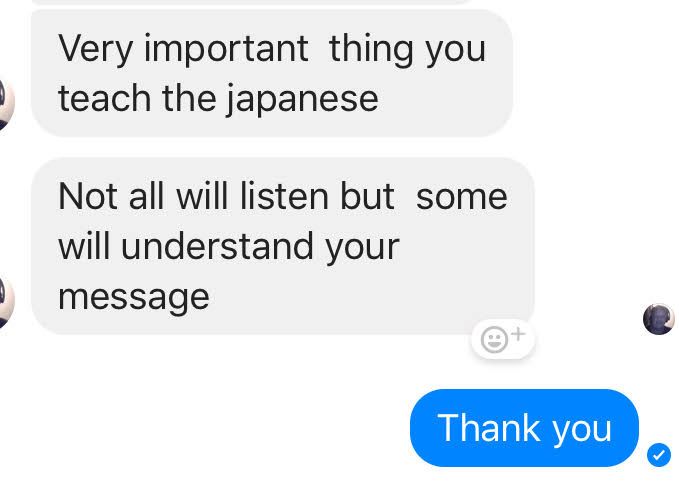 Very important  thing you
teach the japanese
Not all will listen but  some
will understand your
message
Thank you